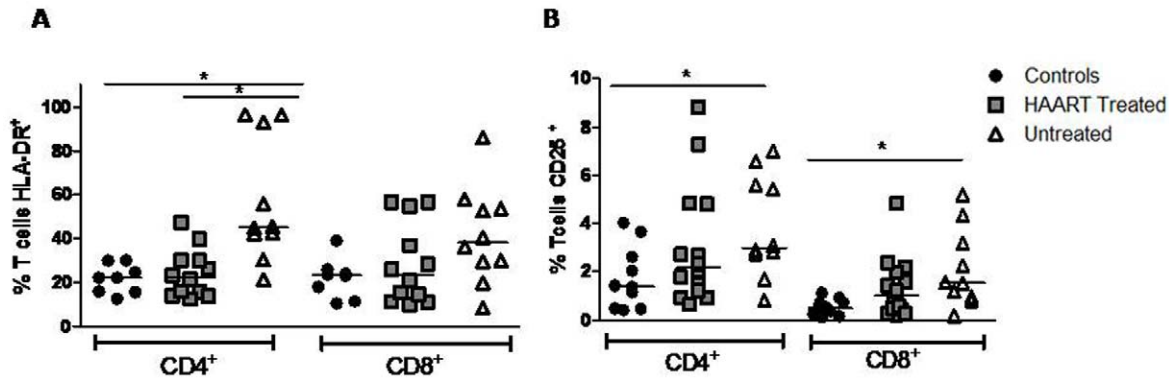 A
% T cells HLA-DR+
100
80
60
40
20
0
*
*
CD4+
CD8+
B
% Tcells CD25 +
10
8
6
4
2
0
*
*
CD4+
CD8+
Controls
HAART Treated
Untreated